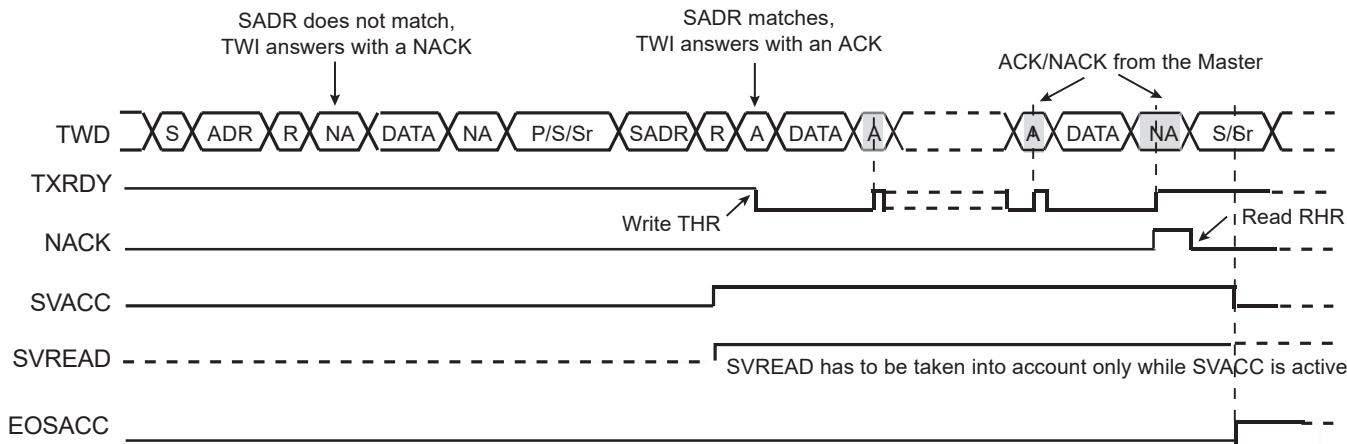 SADR does not match,
TWI answers with a NACK
SADR matches,
TWI answers with an ACK
ACK/NACK from the Master
TWD S ADR R NA DATA NA P/S/Sr SADR R A DATA A A DATA NA S/Sr
TXRDY
Write THR
NACK
Read RHR
SVACC
SVREAD
SVREAD has to be taken into account only while SVACC is active
EOSACC